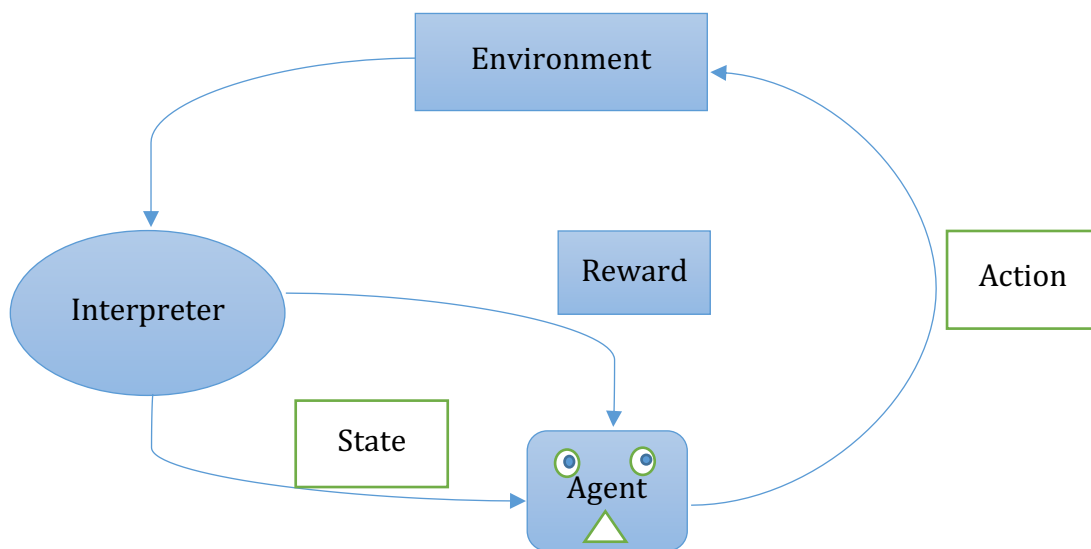 Environment
Interpreter
Reward
Action
State
Agent